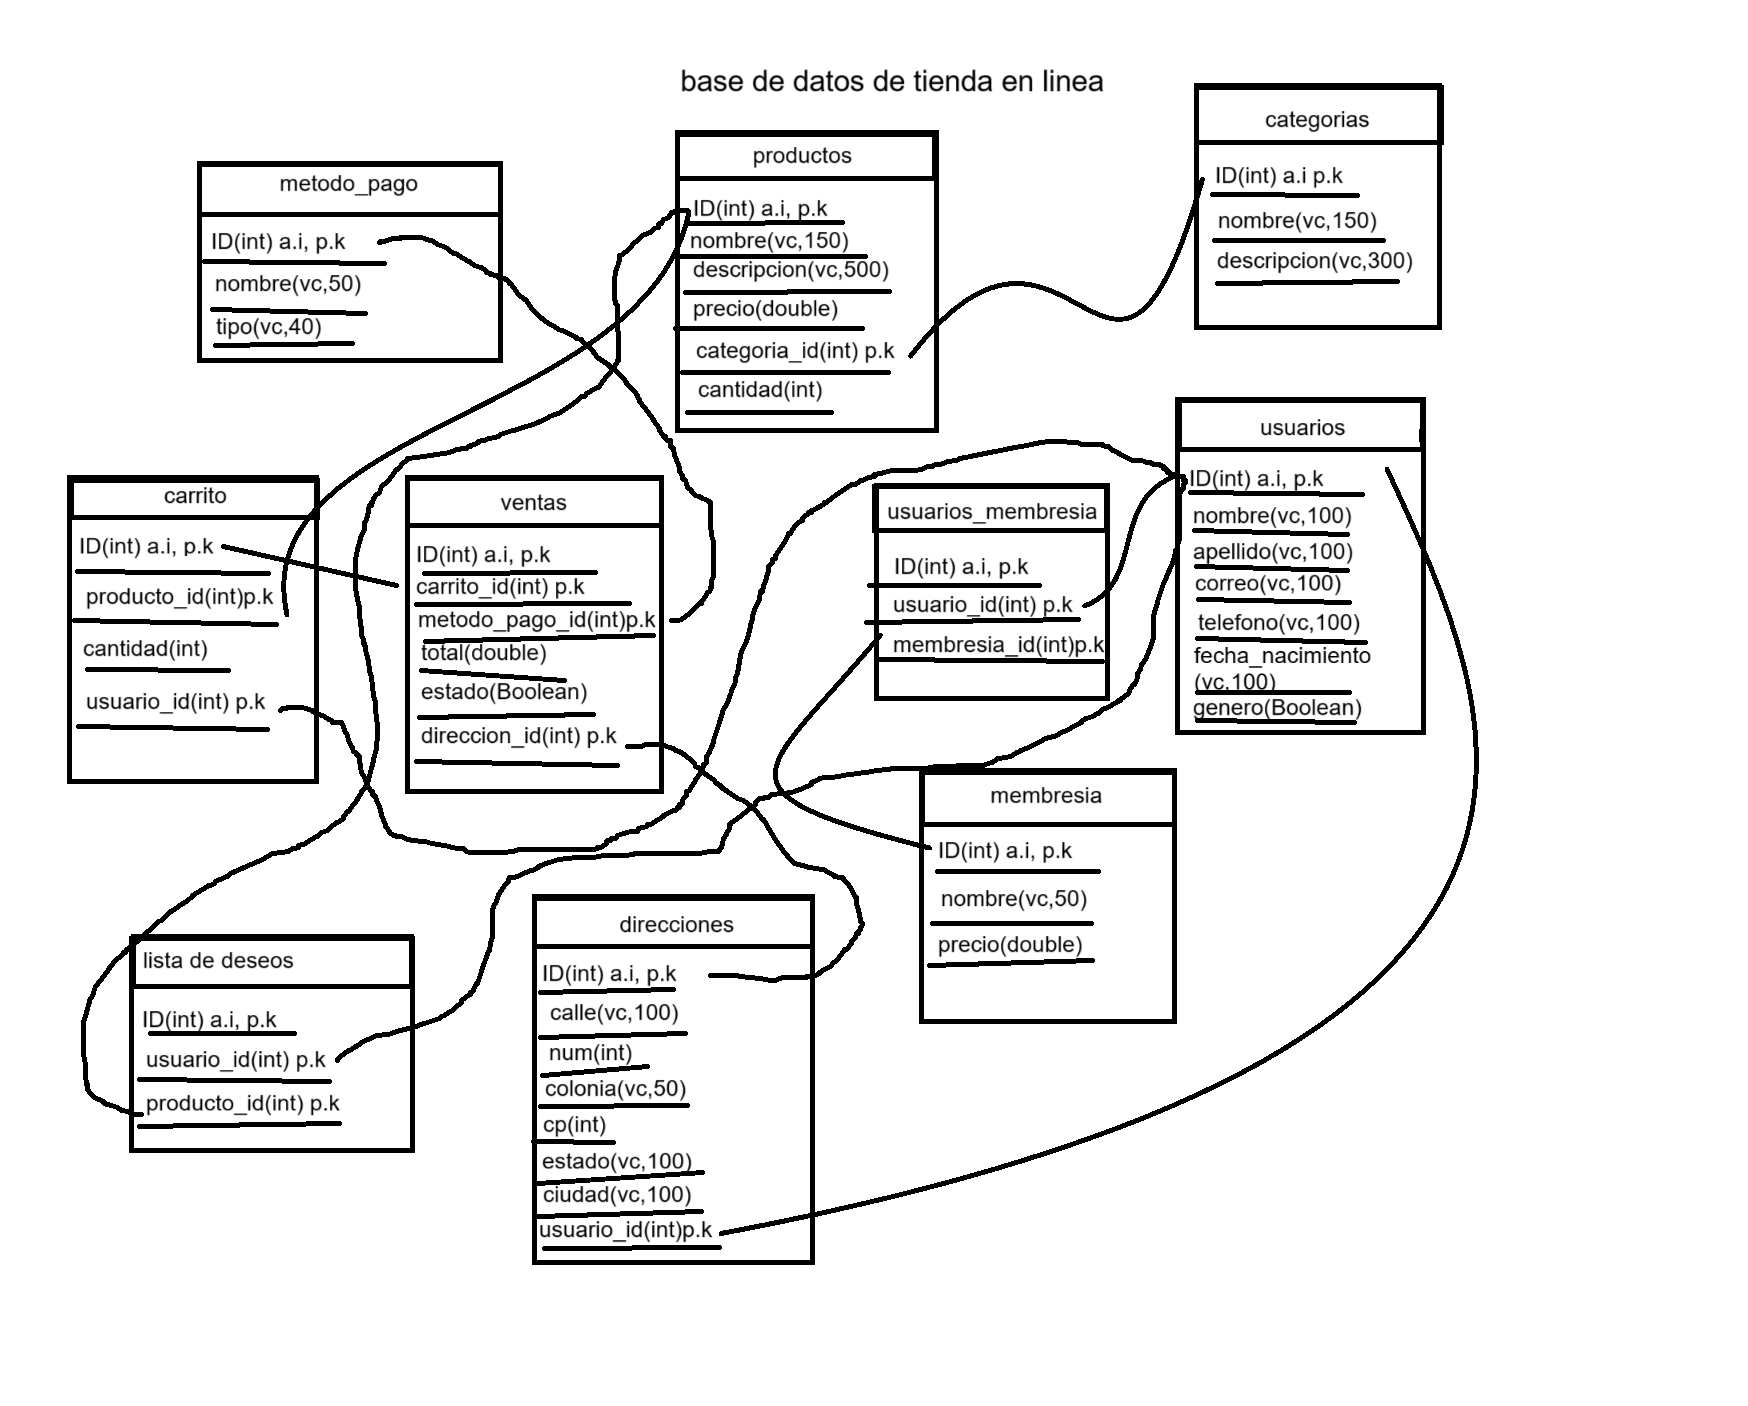 base de datos de tienda en linea
metodo_pago
ID(int) a.i, p.k
nombre(vc,50)
tipo(vc,40)
productos
ID(int) a.i, p.k
nombre(vc,150)
descripcion(vc,500)
precio(double)
categoria_id(int) p.k
cantidad(int)
categorias
ID(int) a.i p.k
nombre(vc,150)
descripcion(vc,300)
carrito
ID(int) a.i, p.k
producto_id(int)p.k
cantidad(int)
usuario_id(int) p.k
ventas
ID(int) a.i, p.k
carrito_id(int) p.k
metodo_pago_id(int)p.k
total(double)
estado(Boolean)
direccion_id(int) p.k
usuarios_membresia
ID(int) a.i, p.k
usuario_id(int) p.k
membresia_id(int)p.k
usuarios
ID(int) a.i, p.k
nombre(vc,100)
apellido(vc,100)
correo(vc,100)
telefono(vc,100)
fecha_nacimiento
(vc,100)
genero(Boolean)
membresia
ID(int) a.i, p.k
nombre(vc,50)
precio(double)
lista de deseos
ID(int) a.i, p.k
usuario_id(int) p.k
producto_id(int) p.k
direcciones
ID(int) a.i, p.k
calle(vc,100)
num(int)
colonia(vc,50)
cp(int)
estado(vc,100)
ciudad(vc,100)
usuario_id(int)p.k